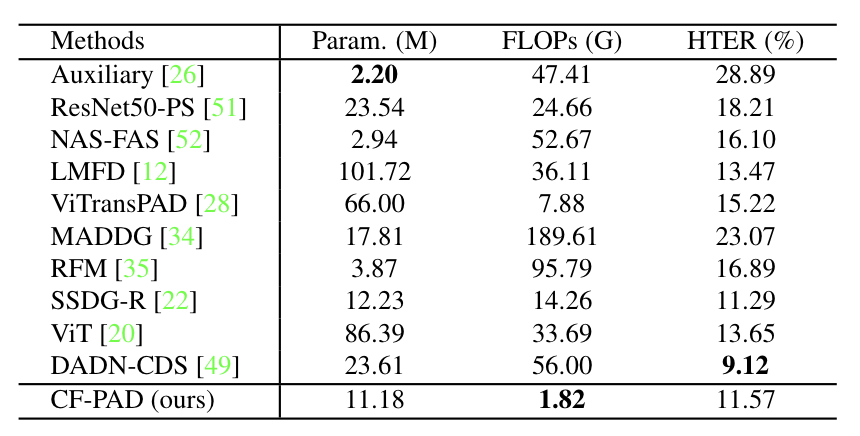 Methods Param. (M) FLOPs (G) HTER (%)
Auxiliary [26] 2.20 47.41 28.89
ResNet50-PS [51] 23.54 24.66 18.21
NAS-FAS [52] 2.94 52.67 16.10
LMFD [12] 101.72 36.11 13.47
ViTransPAD [28] 66.00 7.88 15.22
MADDG [34] 17.81 189.61 23.07
RFM [35] 3.87 95.79 16.89
SSDG-R [22] 12.23 14.26 11.29
ViT [20] 86.39 33.69 13.65
DADN-CDS [49] 23.61 56.00 9.12
CF-PAD (ours) 11.18 1.82 11.57